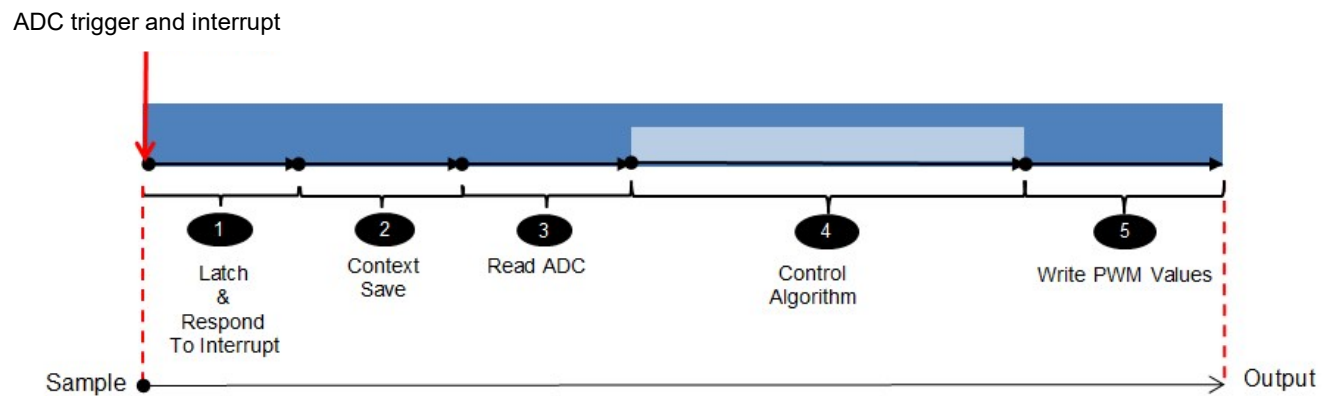 ADC trigger and interrupt
1
2
3
4
5
Latch
&
Respond
To Interrupt
Context
Save
Read ADC
Control
Algorithm
Write PWM Values
Sample
Output